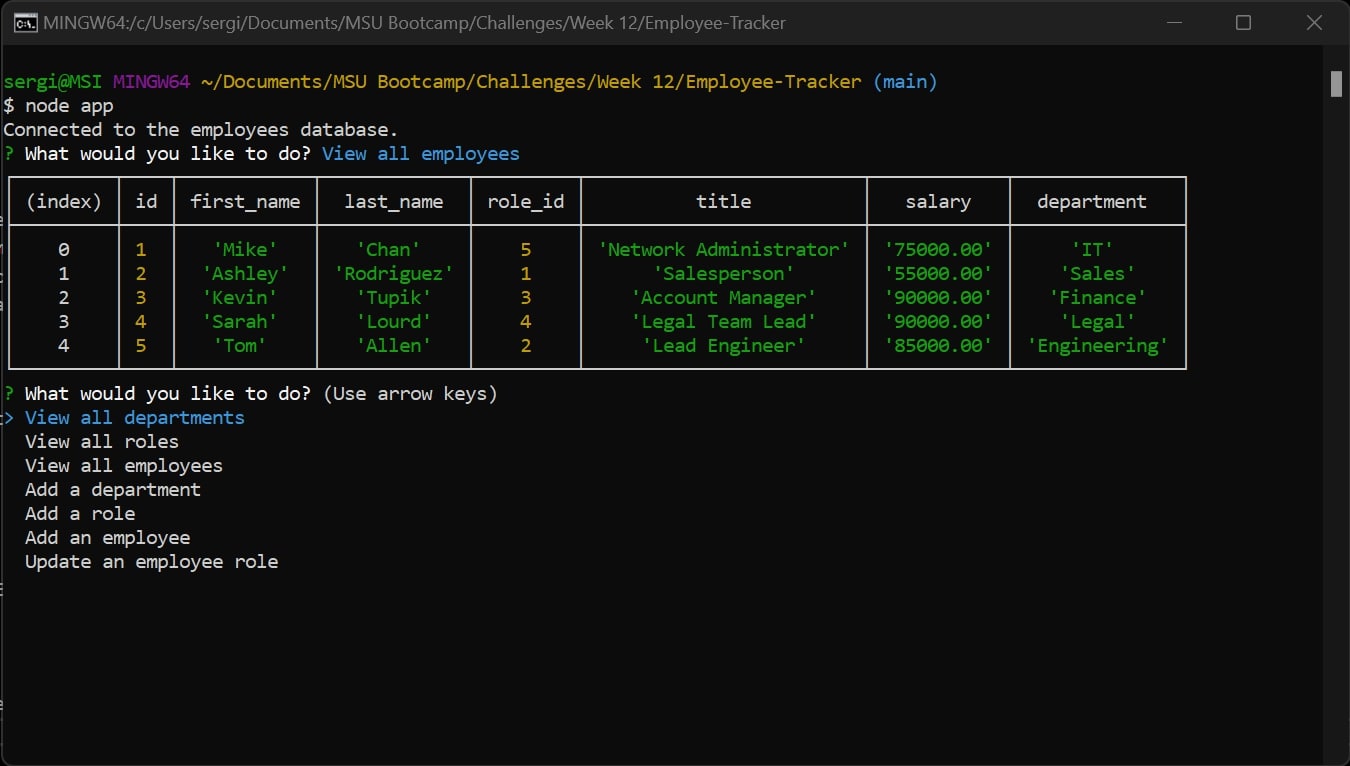 MINGW64:/c/Users/sergi/Documents/MSU Bootcamp/Challenges/Week 12/Employee-Tracker
sergi@MSI MINGW64 ~/Documents/MSU Bootcamp/Challenges/Week 12/Employee-Tracker (main)
$ node app
Connected to the employees database.
? What would you like to do? View all employees
(index) id first_name last_name role_id title salary department
0 1 'Mike' 'Chan' 5 'Network Administrator' '75000.00' 'IT'
1 2 'Ashley' 'Rodriguez' 1 'Salesperson' '55000.00' 'Sales'
2 3 'Kevin' 'Tupik' 3 'Account Manager' '90000.00' 'Finance'
3 4 'Sarah' 'Lourd' 4 'Legal Team Lead' '90000.00' 'Legal'
4 5 'Tom' 'Allen' 2 'Lead Engineer' '85000.00' 'Engineering'
? What would you like to do? (Use arrow keys)
> View all departments
View all roles
View all employees
Add a department
Add a role
Add an employee
Update an employee role